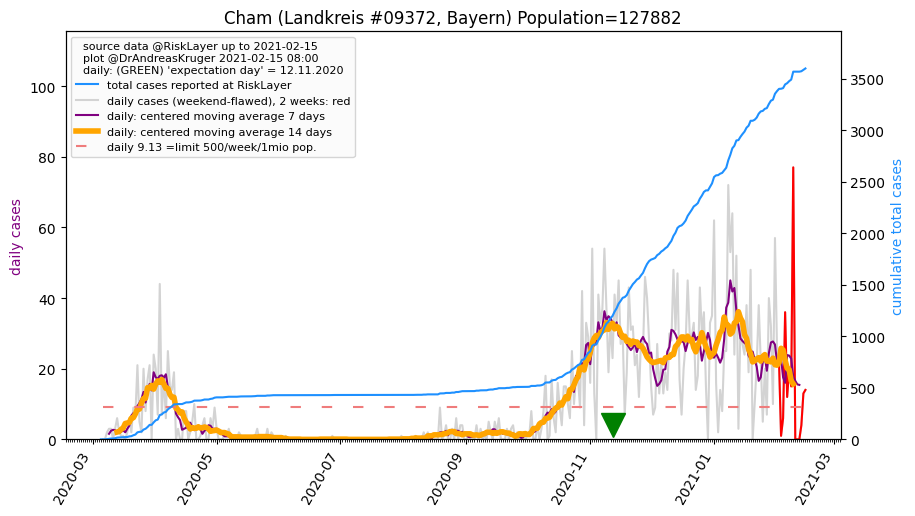 Cham (Landkreis #09372, Bayern) Population=127882
source data @RiskLayer up to 2021-02-15
plot @DrAndreasKruger 2021-02-15 08:00
daily: (GREEN) 'expectation day' = 12.11.2020
total cases reported at RiskLayer
daily cases (weekend-flawed), 2 weeks: red
daily: centered moving average 7 days
daily: centered moving average 14 days
daily 9.13 =limit 500/week/1mio pop.
daily cases
100
80
60
40
20
0
cumulative total cases
3500
3000
2500
2000
1500
1000
500
0
2020-03
2020-05
2020-07
2020-09
2020-11
2021-01
2021-03